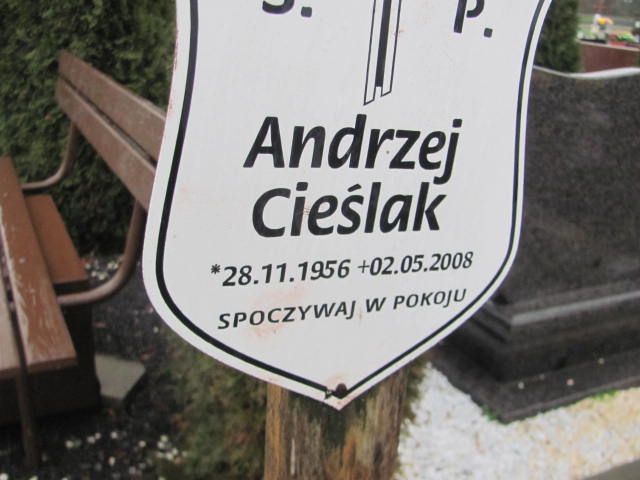 Ś. P.
Andrzej
Cieślak
*28.11.1956 +02.05.2008
SPOCZYWAJ W POKOJU